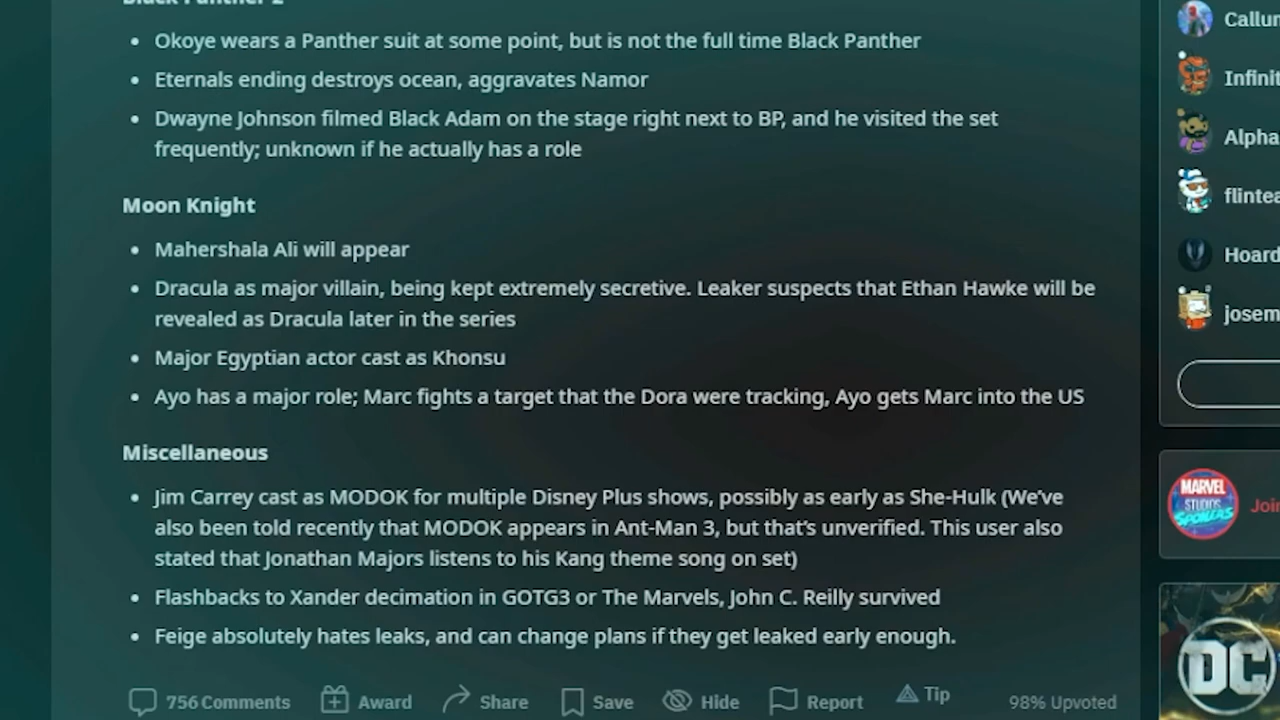 Black Panther 2
• Okoye wears a Panther suit at some point, but is not the full time Black Panther
• Eternals ending destroys ocean, aggravates Namor
• Dwayne Johnson filmed Black Adam on the stage right next to BP, and he visited the set
frequently; unknown if he actually has a role
Moon Knight
• Mahershala Ali will appear
• Dracula as major villain, being kept extremely secretive. Leaker suspects that Ethan Hawke will be
revealed as Dracula later in the series
• Major Egyptian actor cast as Khonsu
• Ayo has a major role; Marc fights a target that the Dora were tracking, Ayo gets Marc into the US
Miscellaneous
• Jim Carrey cast as MODOK for multiple Disney Plus shows, possibly as early as She-Hulk (We've
also been told recently that MODOK appears in Ant-Man 3, but that's unverified. This user also
stated that Jonathan Majors listens to his Kang theme song on set)
• Flashbacks to Xander decimation in GOTG3 or The Marvels, John C. Reilly survived
• Feige absolutely hates leaks, and can change plans if they get leaked early enough.
756 Comments Award Share Save Hide Report Tip 98% Upvoted
Callum
Infinit
Alpha
flintea
Hoard
josem
MARVEL
STUDIOS
SPOILERS
Join
DC